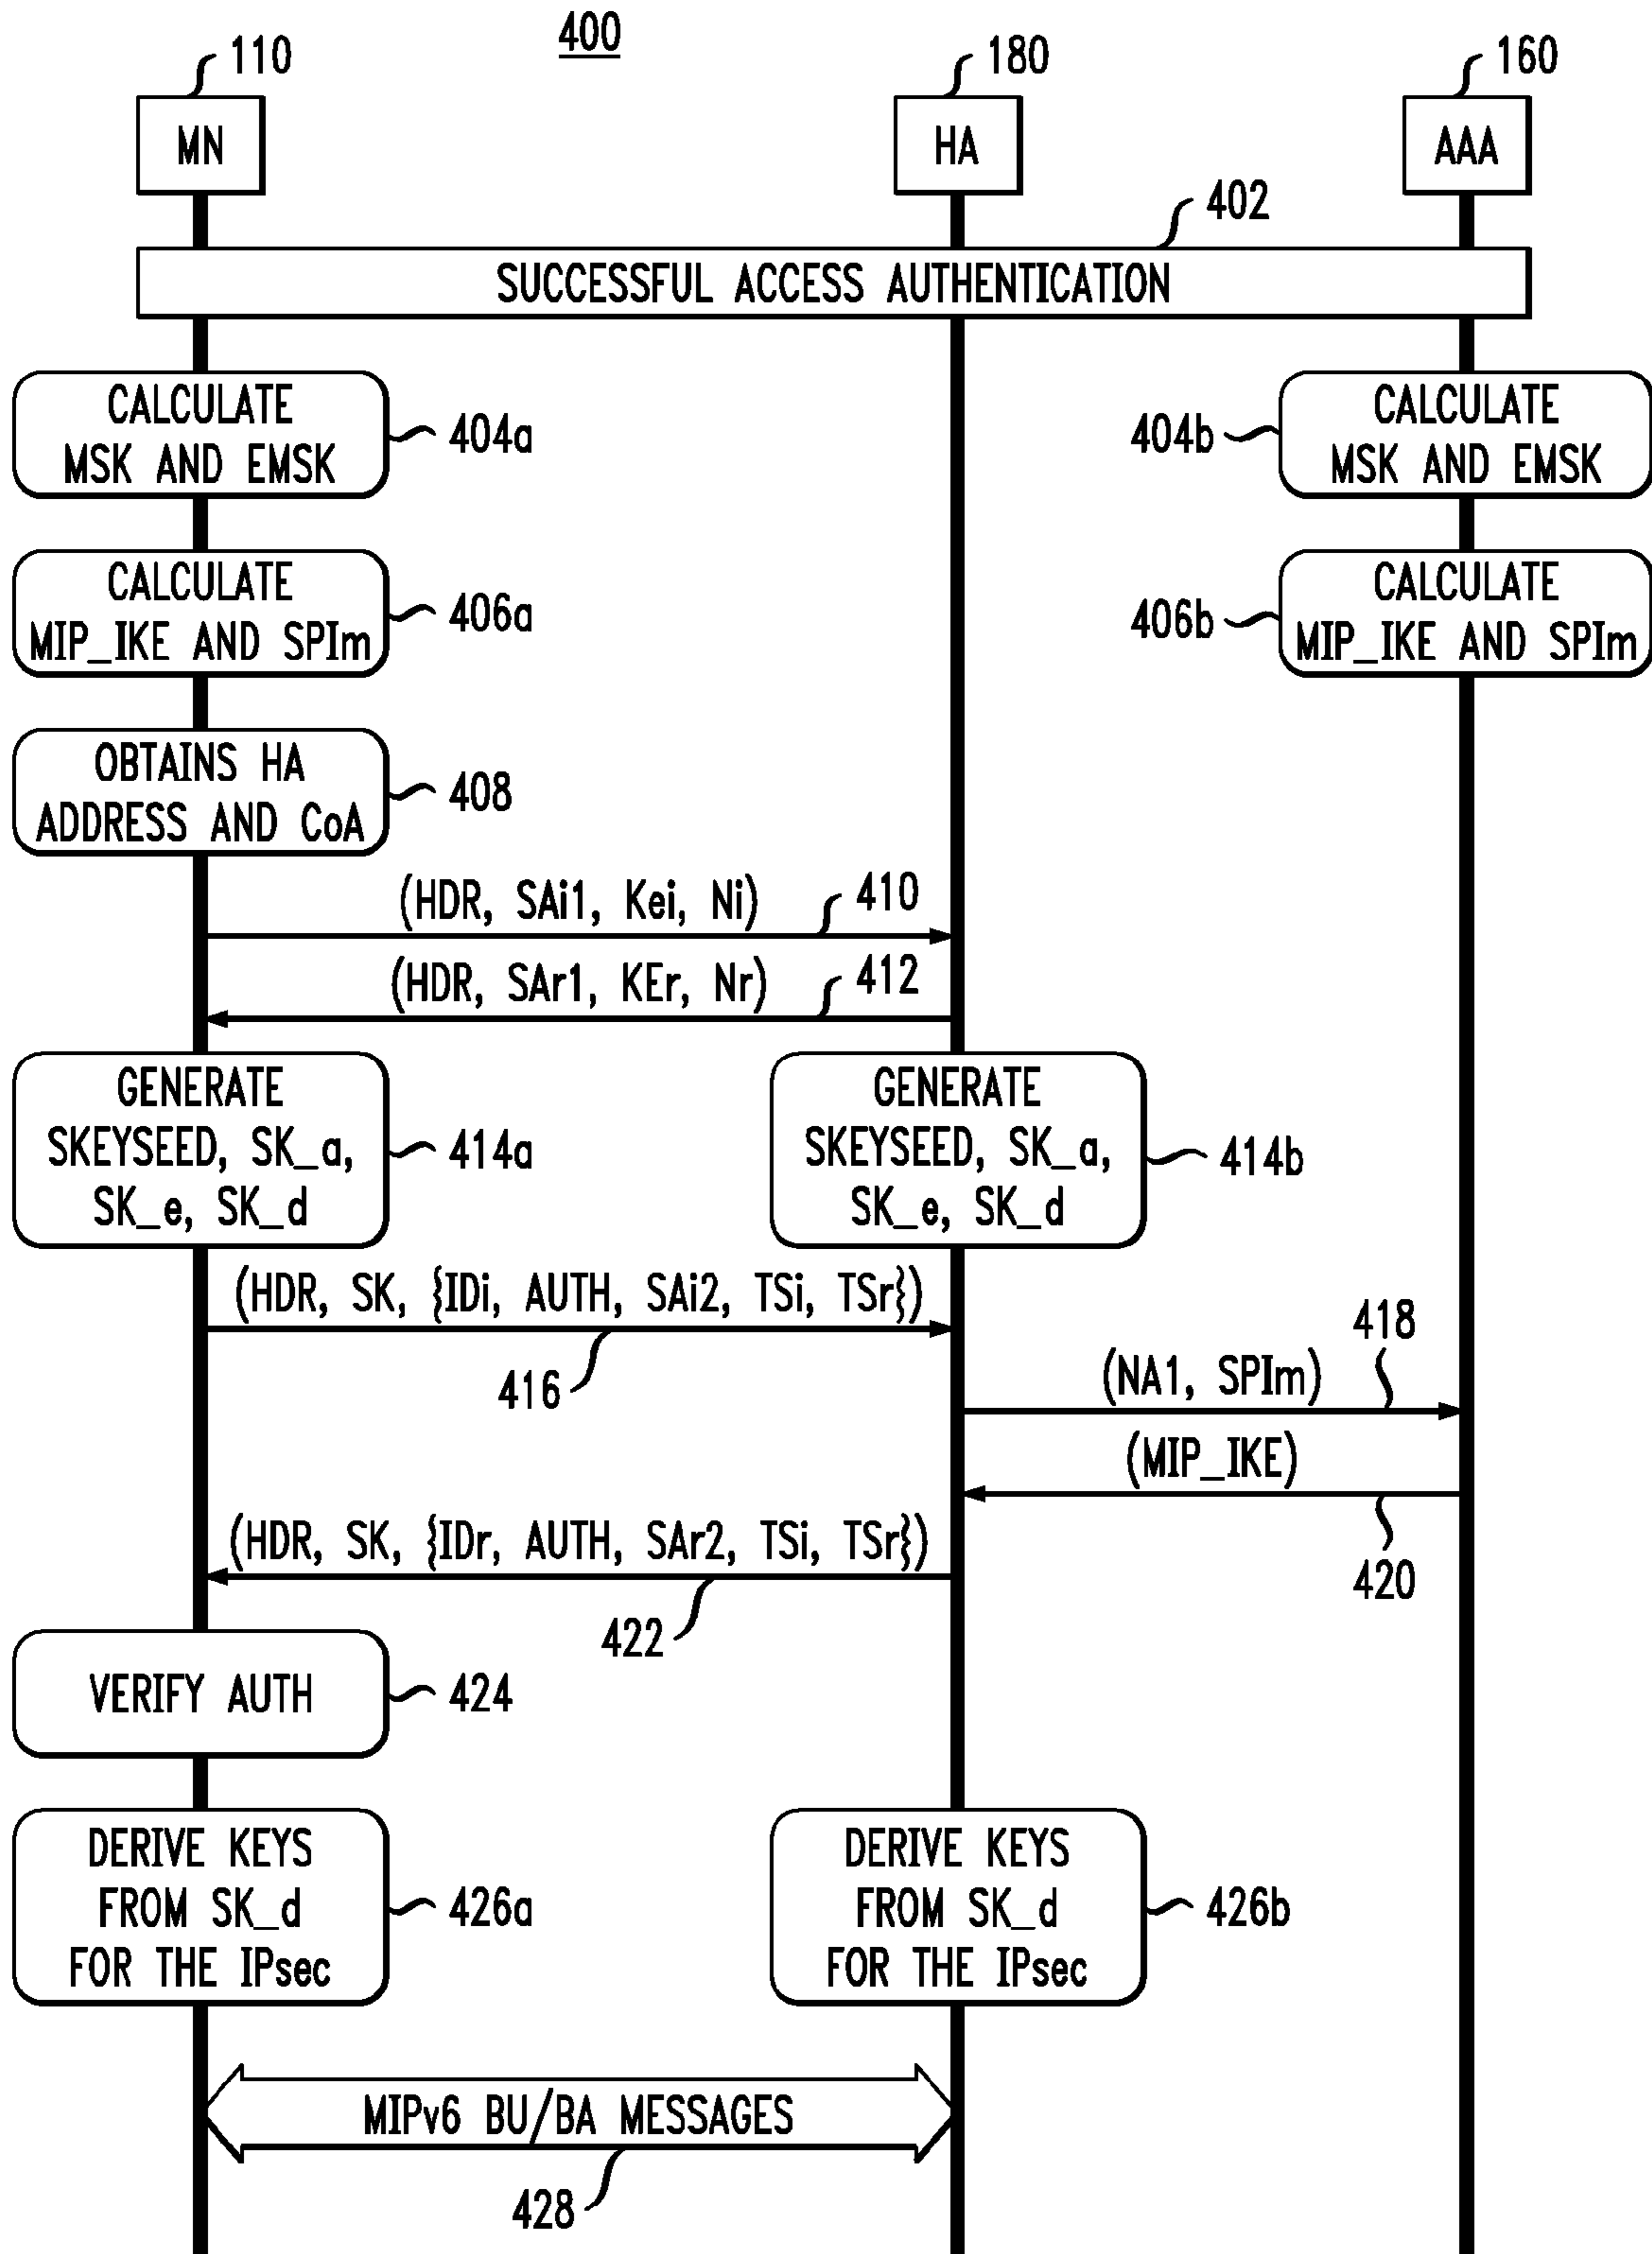 400
110
180
160
MN
HA
AAA
402
SUCCESSFUL ACCESS AUTHENTICATION
CALCULATE
MSK AND EMSK
404a
404b
CALCULATE
MSK AND EMSK
CALCULATE
MIP_IKE AND SPIm
406a
406b
CALCULATE
MIP_IKE AND SPIm
OBTAINS HA
ADDRESS AND CoA
408
(HDR, SAi1, Kei, Ni)
410
(HDR, SAr1, KEr, Nr)
412
GENERATE
SKEYSEED, SK_a,
SK_e, SK_d
414a
GENERATE
SKEYSEED, SK_a,
SK_e, SK_d
414b
(HDR, SK, {IDi, AUTH, SAi2, TSi, TSr})
416
418
(NA1, SPIm)
(MIP_IKE)
420
(HDR, SK, {IDr, AUTH, SAr2, TSi, TSr})
422
VERIFY AUTH
424
DERIVE KEYS
FROM SK_d
FOR THE IPsec
426a
DERIVE KEYS
FROM SK_d
FOR THE IPsec
426b
MIPv6 BU/BA MESSAGES
428